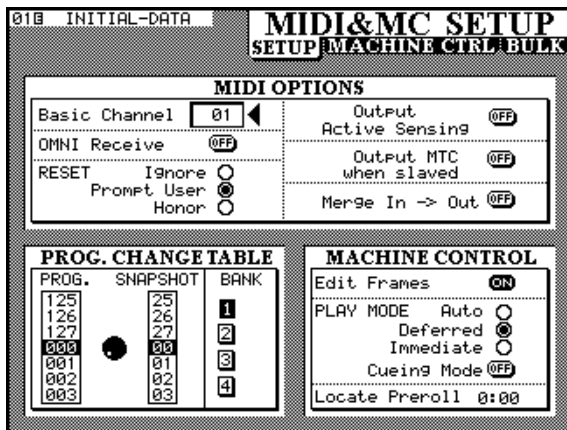 01 INITIAL-DATA
MIDI&MC SETUP
SETUP MACHINE CTRL BULK
MIDI OPTIONS
Basic Channel 01
OMNI Receive OFF
RESET Ignore
Prompt User
Honor
Output
Active Sensing OFF
Output MTC
when slaved OFF
Merge In -> Out OFF
PROG. CHANGE TABLE
PROG. SNAPSHOT BANK
125 25
126 26
127 27
000 00
001 01
002 02
003 03
1
2
3
4
MACHINE CONTROL
Edit Frames ON
PLAY MODE Auto
Deferred
Immediate
Cueing Mode OFF
Locate Preroll 0:00